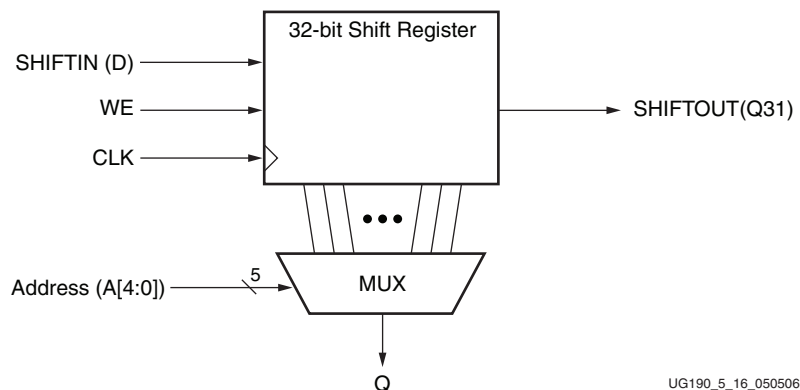 32-bit Shift Register
SHIFTIN (D)
WE
SHIFTOUT(Q31)
CLK
5
Address (A[4:0])
MUX
Q
UG190_5_16_050506